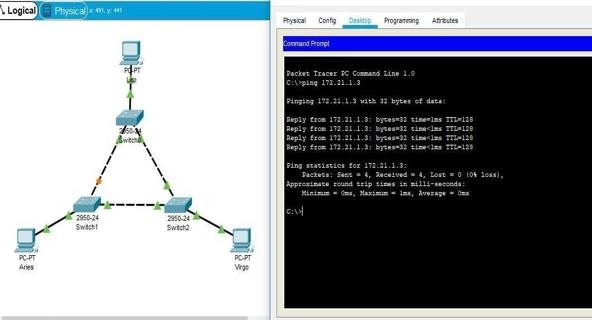 Logical
Physical x: 491, y: 441
PC-PT
Leo
2950-24
Switch0
2950-24
Switch1
2950-24
Switch2
PC-PT
Aries
PC-PT
Virgo
Physical Config Desktop Programming Attributes
Command Prompt
Packet Tracer PC Command Line 1.0
C:\>ping 172.21.1.3
Pinging 172.21.1.3 with 32 bytes of data:
Reply from 172.21.1.3: bytes=32 time=1ms TTL=128
Reply from 172.21.1.3: bytes=32 time<1ms TTL=128
Reply from 172.21.1.3: bytes=32 time<1ms TTL=128
Reply from 172.21.1.3: bytes=32 time<1ms TTL=128
Ping statistics for 172.21.1.3:
Packets: Sent = 4, Received = 4, Lost = 0 (0% loss),
Approximate round trip times in milli-seconds:
Minimum = 0ms, Maximum = 1ms, Average = 0ms
C:\>